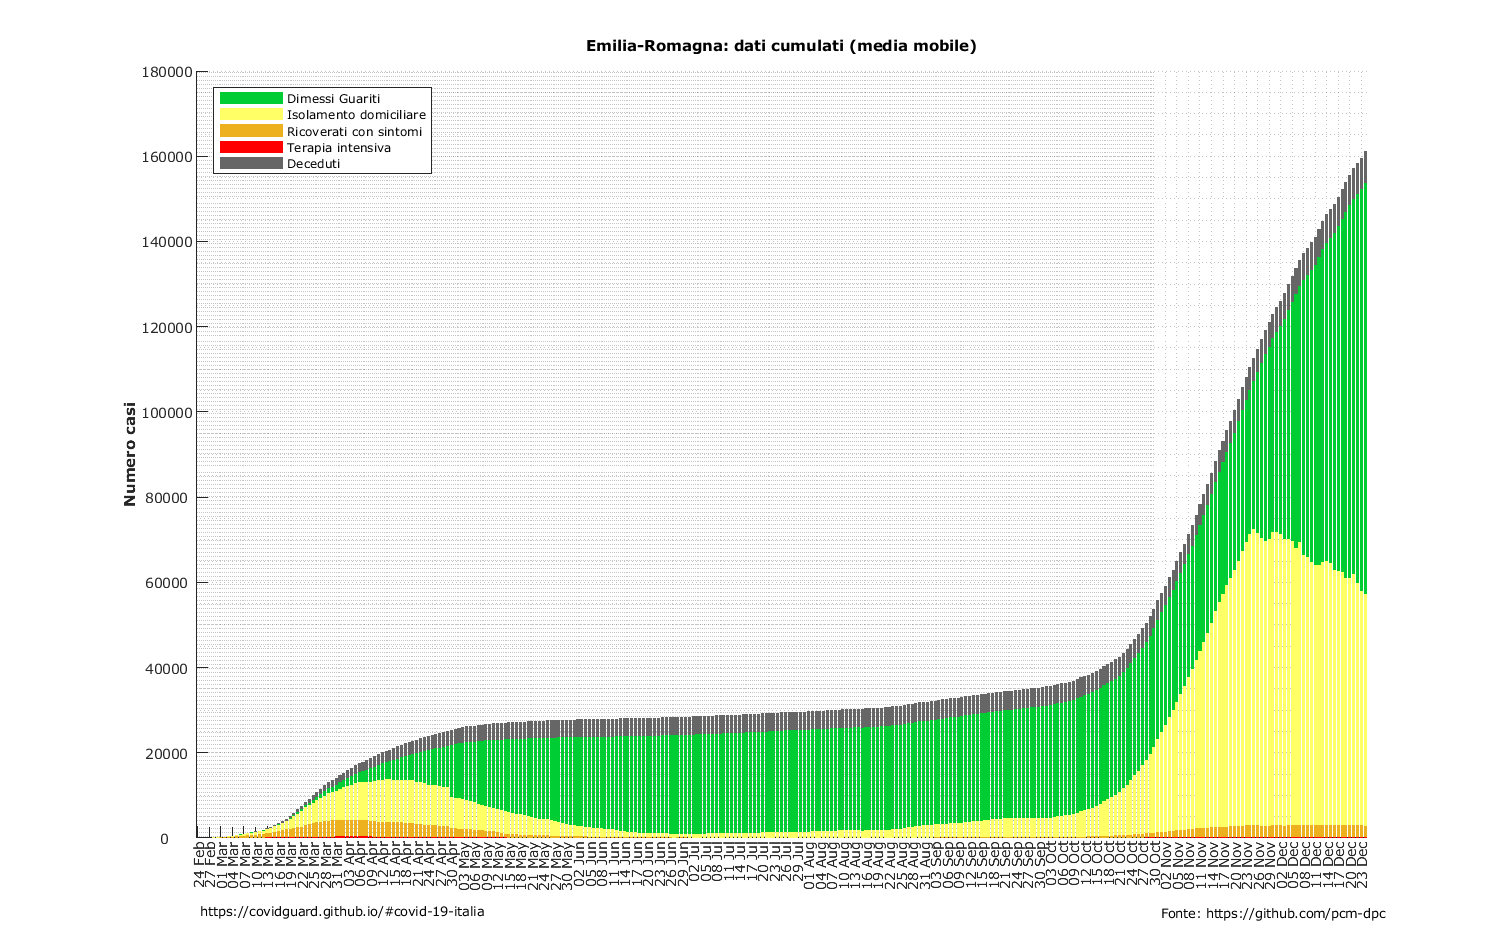 Emilia-Romagna: dati cumulati (media mobile)
180000
160000
140000
120000
100000
80000
60000
40000
20000
0
Numero casi
Dimessi Guariti
Isolamento domiciliare
Ricoverati con sintomi
Terapia intensiva
Deceduti
24 Feb
27 Feb
01 Mar
04 Mar
07 Mar
10 Mar
13 Mar
16 Mar
19 Mar
22 Mar
25 Mar
28 Mar
31 Mar
03 Apr
06 Apr
09 Apr
12 Apr
15 Apr
18 Apr
21 Apr
24 Apr
27 Apr
30 Apr
03 May
06 May
09 May
12 May
15 May
18 May
21 May
24 May
27 May
30 May
02 Jun
05 Jun
08 Jun
11 Jun
14 Jun
17 Jun
20 Jun
23 Jun
26 Jun
29 Jun
02 Jul
05 Jul
08 Jul
11 Jul
14 Jul
17 Jul
20 Jul
23 Jul
26 Jul
29 Jul
01 Aug
04 Aug
07 Aug
10 Aug
13 Aug
16 Aug
19 Aug
22 Aug
25 Aug
28 Aug
31 Aug
03 Sep
06 Sep
09 Sep
12 Sep
15 Sep
18 Sep
21 Sep
24 Sep
27 Sep
30 Sep
03 Oct
06 Oct
09 Oct
12 Oct
15 Oct
18 Oct
21 Oct
24 Oct
27 Oct
30 Oct
02 Nov
05 Nov
08 Nov
11 Nov
14 Nov
17 Nov
20 Nov
23 Nov
26 Nov
29 Nov
02 Dec
05 Dec
08 Dec
11 Dec
14 Dec
17 Dec
20 Dec
23 Dec
https://covidguard.github.io/#covid-19-italia
Fonte: https://github.com/pcm-dpc